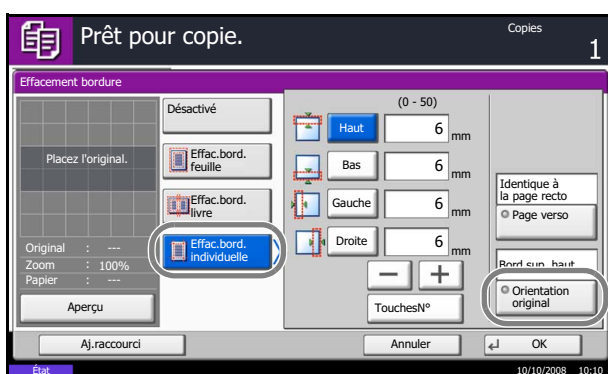 Prêt pour copie.
Copies
1
Effacement bordure
Placez l'original.
Original : ---
Zoom : 100%
Papier : ---
Aperçu
Désactivé
Effac.bord.
feuille
Effac.bord.
livre
Effac.bord.
individuelle
(0 - 50)
Haut 6 mm
Bas 6 mm
Gauche 6 mm
Droite 6 mm
− +
TouchesN°
Identique à
la page recto
Page verso
Bord sup. haut
Orientation
original
Aj.raccourci
Annuler
OK
État
10/10/2008 10:10